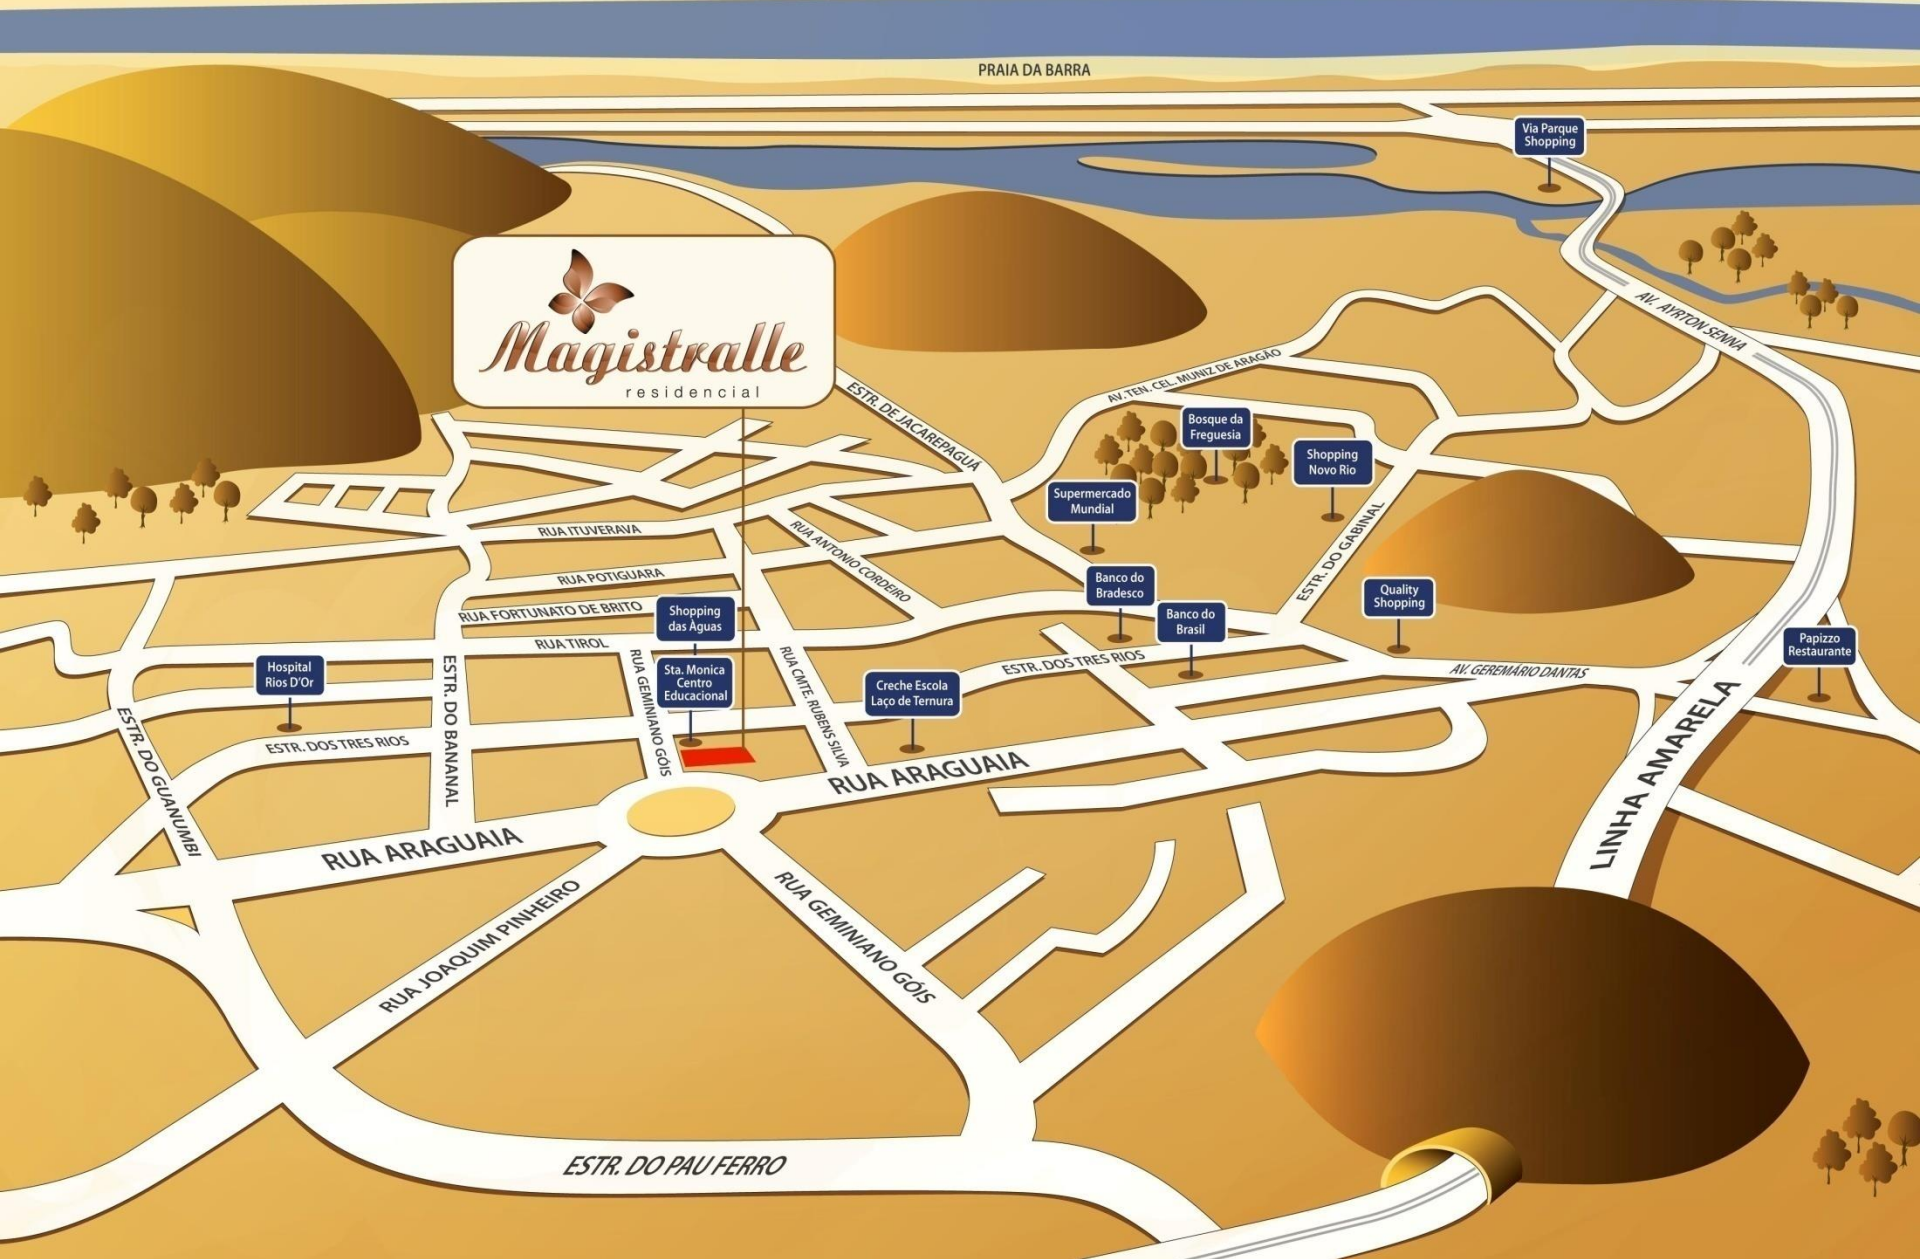 PRAIA DA BARRA
Via Parque
Shopping
AV. AYRTON SENNA
Magistralle
residencial
ESTR. DE JACAREPAGUÁ
AV. TEN. CEL. MUNIZ DE ARAGÃO
Bosque da
Freguesia
Shopping
Novo Rio
Supermercado
Mundial
ESTR. DO GABINAL
RUA ITUVERAVA
RUA ANTONIO CORDEIRO
RUA POTIGUARA
Banco do
Bradesco
Quality
Shopping
RUA FORTUNATO DE BRITO
Shopping
das Àguas
Banco do
Brasil
RUA TIROL
Papizzo
Restaurante
Hospital
Rios D'Or
RUA GEMINIANO GÓIS
Sta. Monica
Centro
Educacional
RUA CMTE. RUBENS SILVA
Creche Escola
Laço de Ternura
ESTR. DOS TRES RIOS
AV. GEREMÁRIO DANTAS
ESTR. DO GUANUMBI
ESTR. DOS TRES RIOS
ESTR. DO BANANAL
RUA ARAGUAIA
LINHA AMARELA
RUA ARAGUAIA
RUA JOAQUIM PINHEIRO
RUA GEMINIANO GÓIS
ESTR. DO PAU FERRO